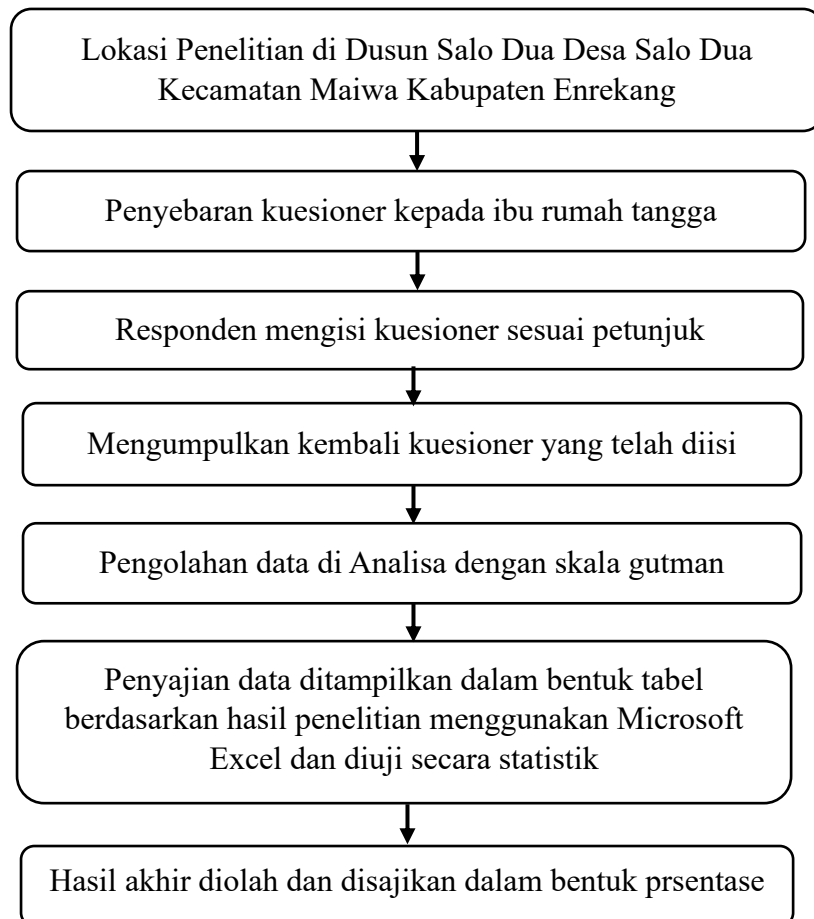 Lokasi Penelitian di Dusun Salo Dua Desa Salo Dua
Kecamatan Maiwa Kabupaten Enrekang
Penyebaran kuesioner kepada ibu rumah tangga
Responden mengisi kuesioner sesuai petunjuk
Mengumpulkan kembali kuesioner yang telah diisi
Pengolahan data di Analisa dengan skala gutman
Penyajian data ditampilkan dalam bentuk tabel
berdasarkan hasil penelitian menggunakan Microsoft
Excel dan diuji secara statistik
Hasil akhir diolah dan disajikan dalam bentuk prsentase